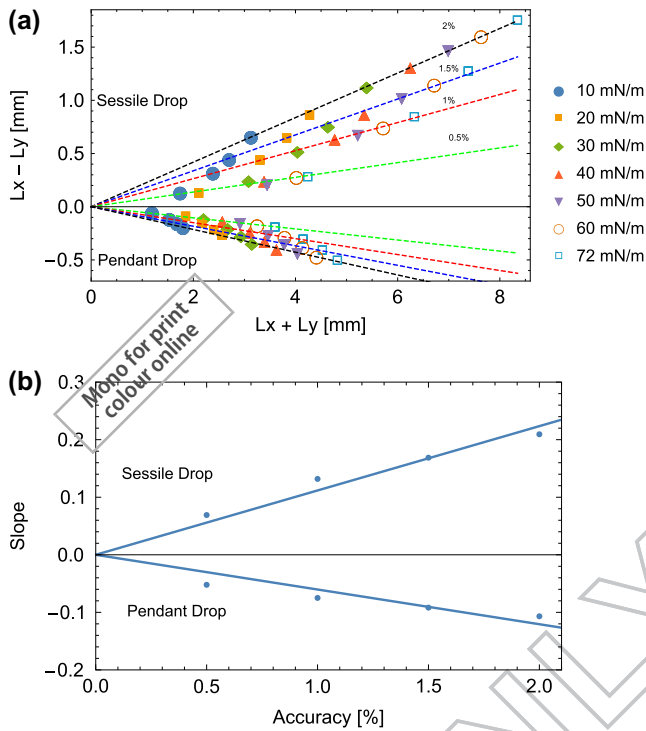 (a)
1.5
1.0
0.5
0.0
−0.5
Lx − Ly [mm]
Sessile Drop
Pendant Drop
2%
1.5%
1%
0.5%
0 2 4 6 8
Lx + Ly [mm]
10 mN/m
20 mN/m
30 mN/m
40 mN/m
50 mN/m
60 mN/m
72 mN/m
Mono for print -
colour online
(b)
0.3
0.2
0.1
0.0
−0.1
−0.2
Slope
Sessile Drop
Pendant Drop
0.0 0.5 1.0 1.5 2.0
Accuracy [%]